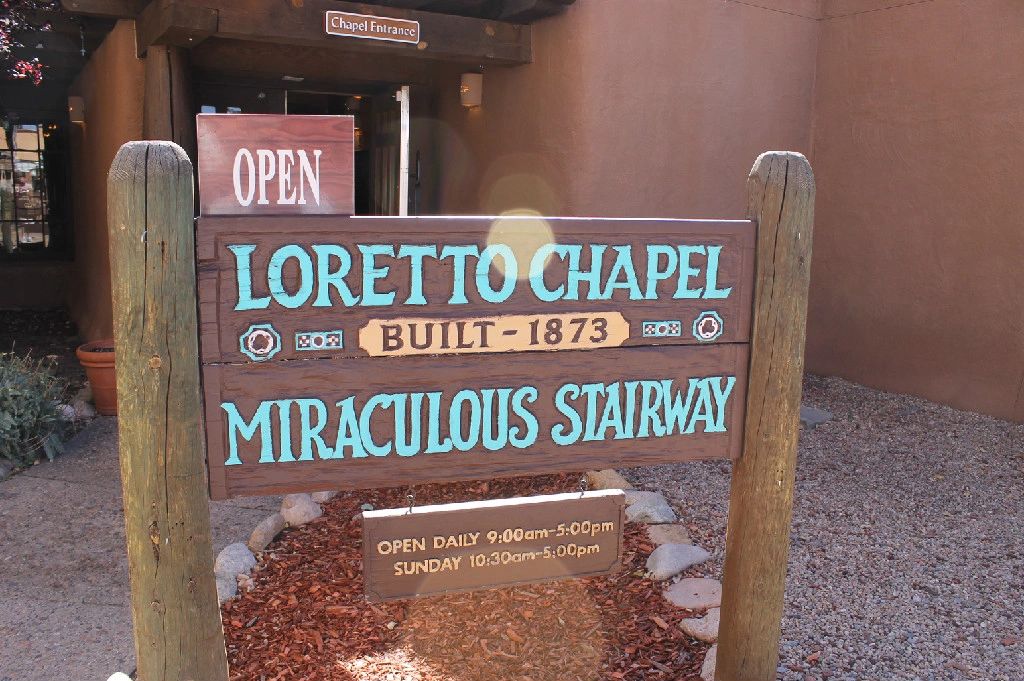 Chapel Entrance
OPEN
LORETTO CHAPEL
BUILT - 1873
MIRACULOUS STAIRWAY
OPEN DAILY 9:00am-5:00pm
SUNDAY 10:30am-5:00pm